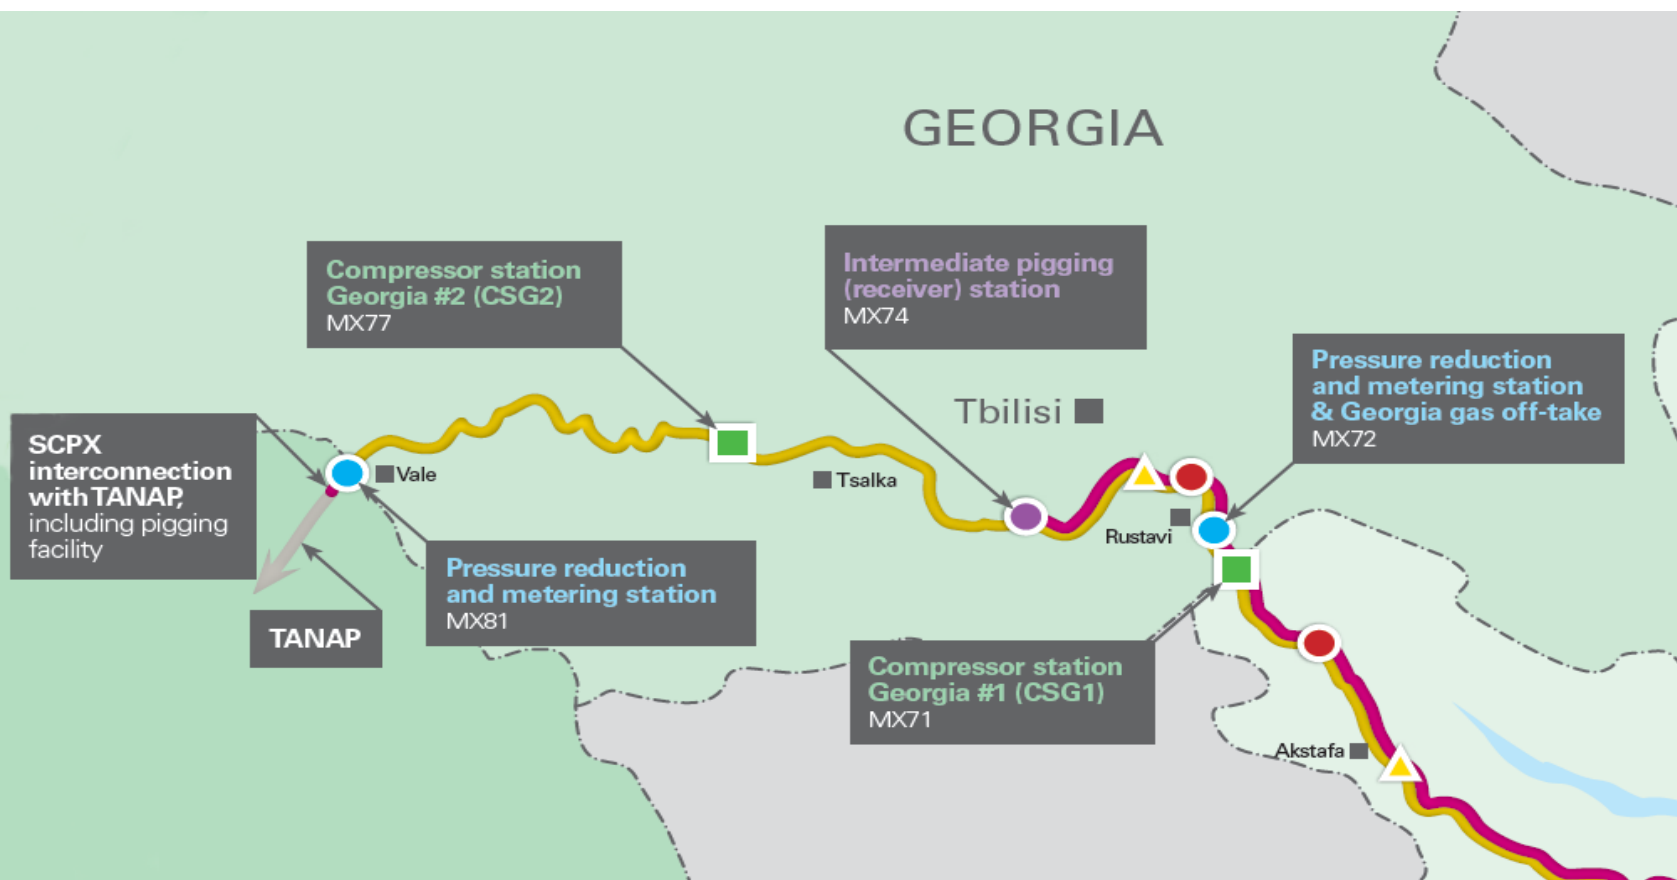 GEORGIA
Compressor station
Georgia #2 (CSG2)
MX77
Intermediate pigging
(receiver) station
MX74
Pressure reduction
and metering station
& Georgia gas off-take
MX72
Tbilisi
SCPX
interconnection
with TANAP,
including pigging
facility
Vale
Tsalka
Rustavi
Pressure reduction
and metering station
MX81
TANAP
Compressor station
Georgia #1 (CSG1)
MX71
Akstafa